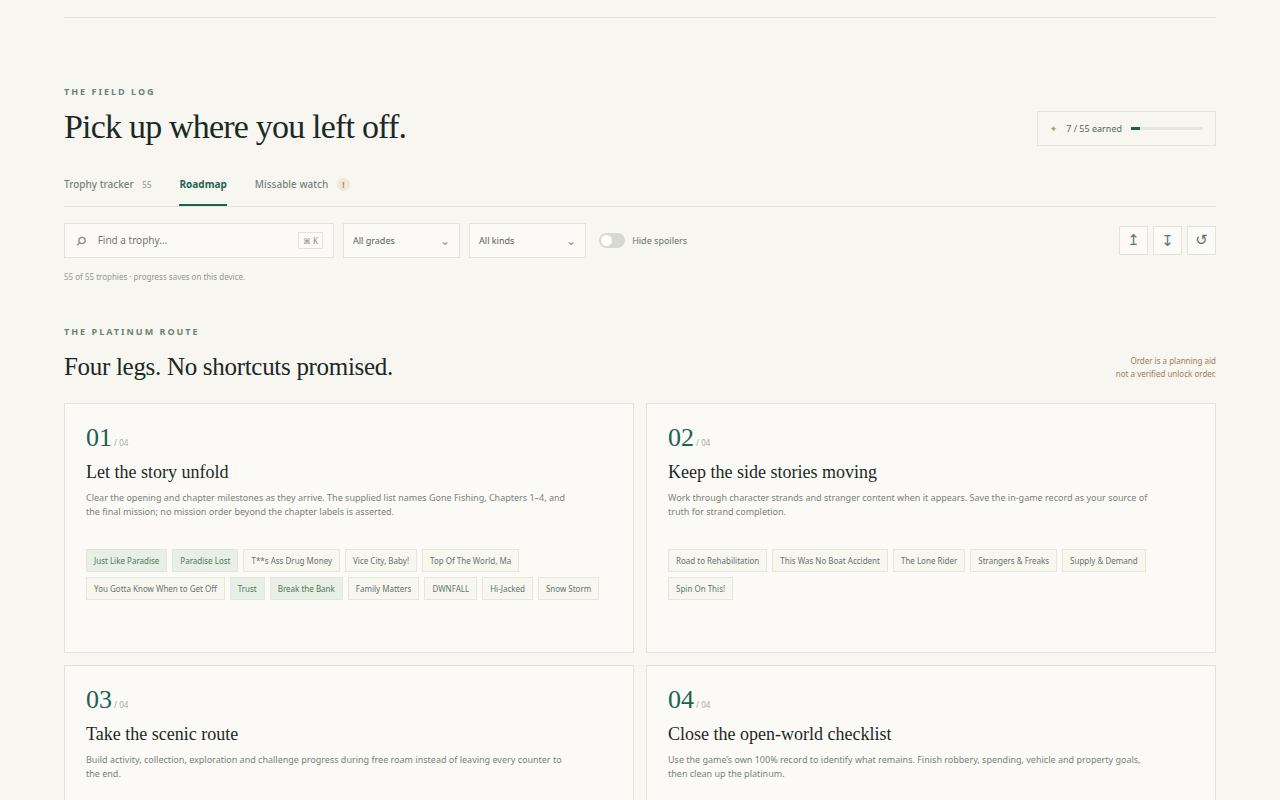 THE FIELD LOG
Pick up where you left off.
✦ 7 / 55 earned
Trophy tracker 55 Roadmap Missable watch !
Find a trophy... ⌘ K All grades All kinds Hide spoilers
55 of 55 trophies · progress saves on this device.
THE PLATINUM ROUTE
Four legs. No shortcuts promised.
Order is a planning aid
not a verified unlock order.
01 / 04
Let the story unfold
Clear the opening and chapter milestones as they arrive. The supplied list names Gone Fishing, Chapters 1–4, and
the final mission; no mission order beyond the chapter labels is asserted.
Just Like Paradise Paradise Lost T**s Ass Drug Money Vice City, Baby! Top Of The World, Ma
You Gotta Know When to Get Off Trust Break the Bank Family Matters DWNFALL Hi-Jacked Snow Storm
02 / 04
Keep the side stories moving
Work through character strands and stranger content when it appears. Save the in-game record as your source of
truth for strand completion.
Road to Rehabilitation This Was No Boat Accident The Lone Rider Strangers & Freaks Supply & Demand
Spin On This!
03 / 04
Take the scenic route
Build activity, collection, exploration and challenge progress during free roam instead of leaving every counter to
the end.
04 / 04
Close the open-world checklist
Use the game's own 100% record to identify what remains. Finish robbery, spending, vehicle and property goals,
then clean up the platinum.